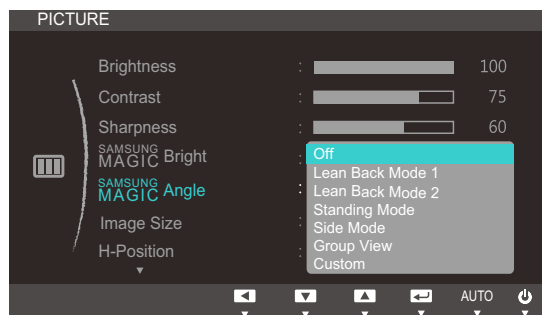 PICTURE
Brightness : 100
Contrast : 75
Sharpness : 60
SAMSUNG MAGIC Bright :
SAMSUNG MAGIC Angle :
Image Size :
H-Position :
Off
Lean Back Mode 1
Lean Back Mode 2
Standing Mode
Side Mode
Group View
Custom
AUTO